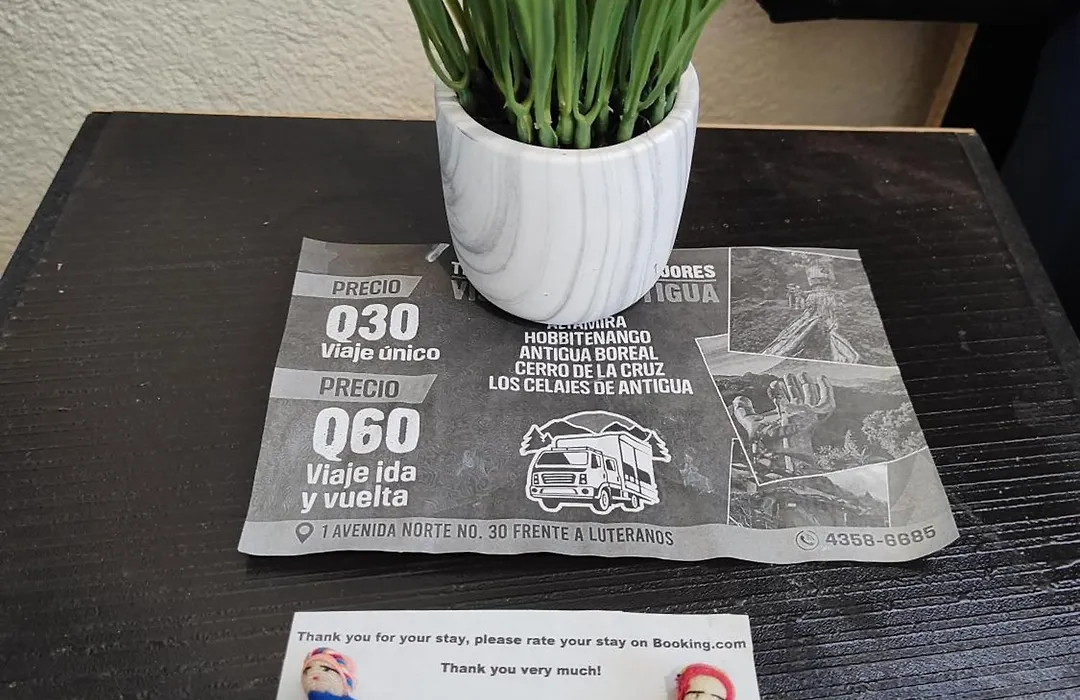 PRECIO
Q30
Viaje único
PRECIO
Q60
Viaje ida
y vuelta
ALTAMIRA
HOBBITENANGO
ANTIGUA BOREAL
CERRO DE LA CRUZ
LOS CELAJES DE ANTIGUA
1 AVENIDA NORTE NO. 30 FRENTE A LUTERANOS
4358-6685
Thank you for your stay, please rate your stay on Booking.com
Thank you very much!